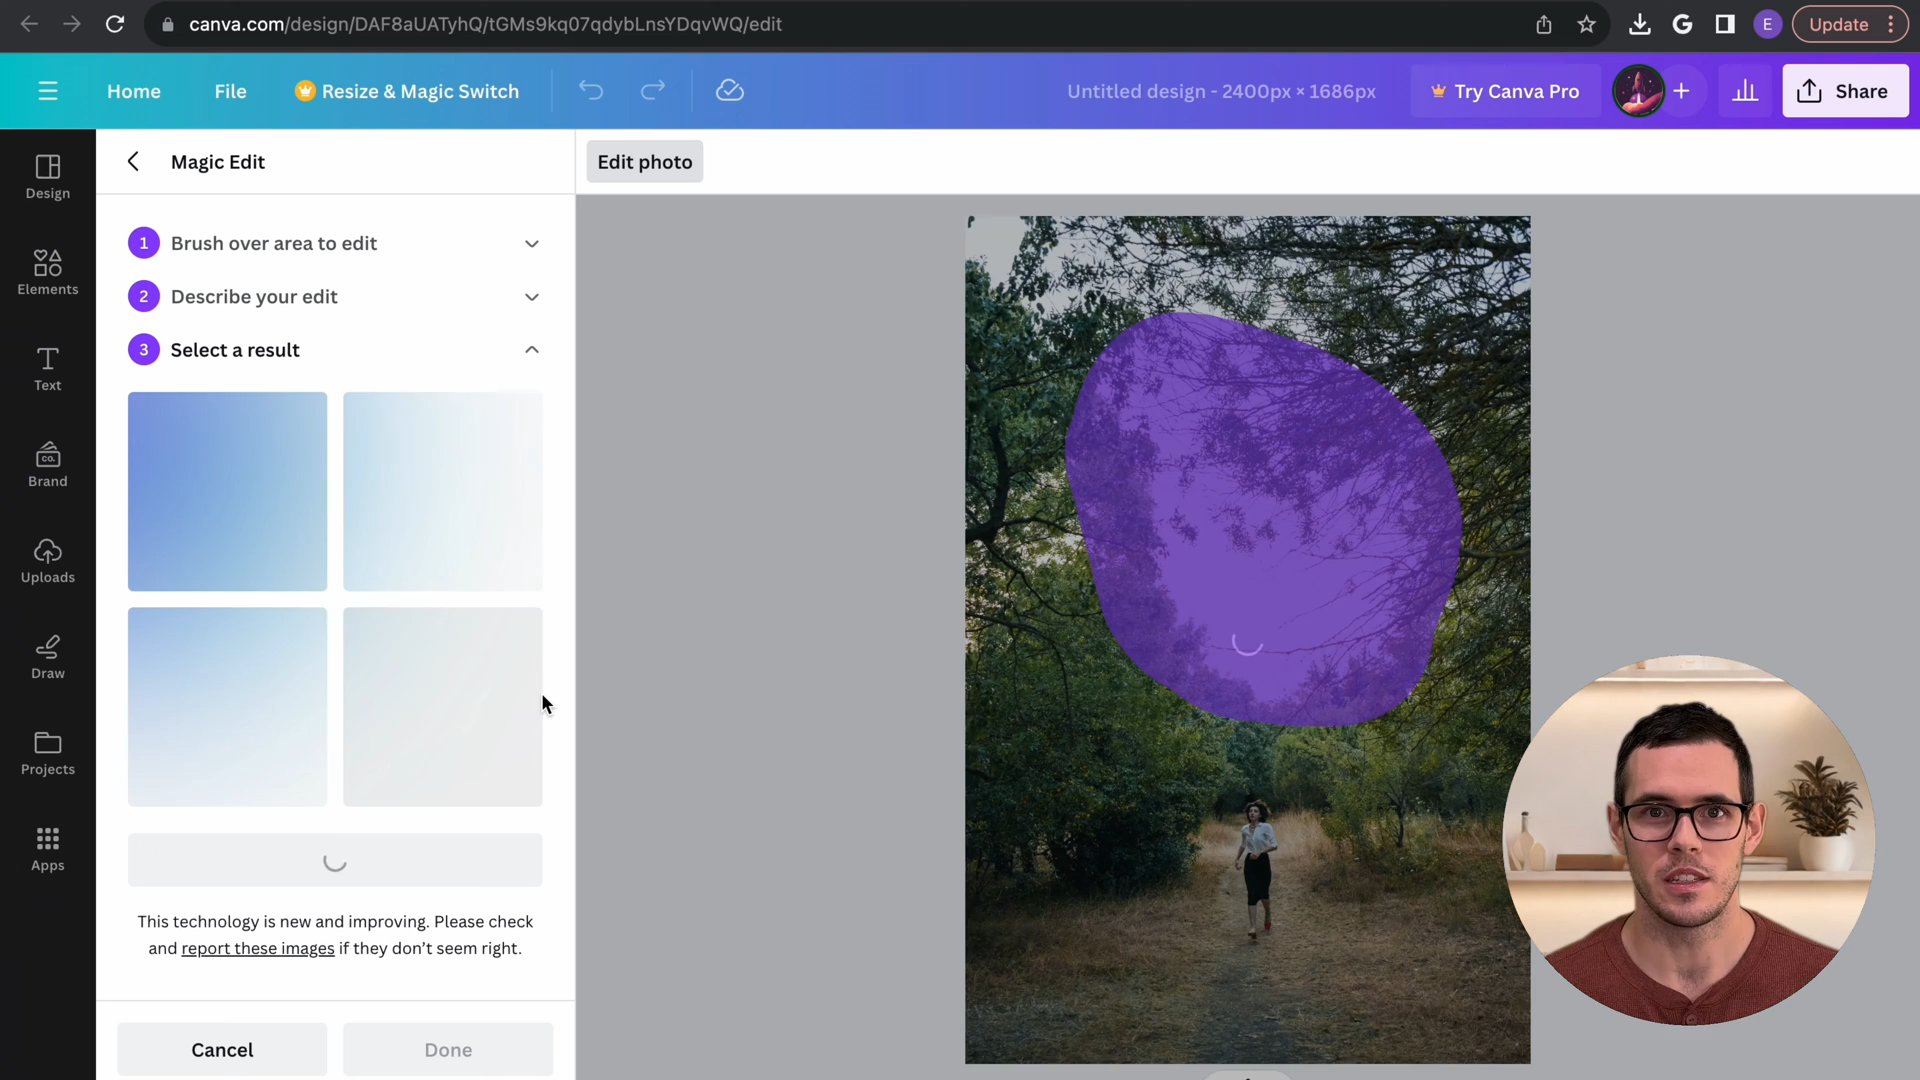 canva.com/design/DAF8aUATyhQ/tGMs9kq07qdybLnsYDqvWQ/edit
E
Update
Home
File
Resize & Magic Switch
Untitled design - 2400px × 1686px
Try Canva Pro
Share
Design
Elements
Text
Brand
co.
Uploads
Draw
Projects
Apps
Magic Edit
Edit photo
1 Brush over area to edit
2 Describe your edit
3 Select a result
This technology is new and improving. Please check
and report these images if they don't seem right.
Cancel
Done